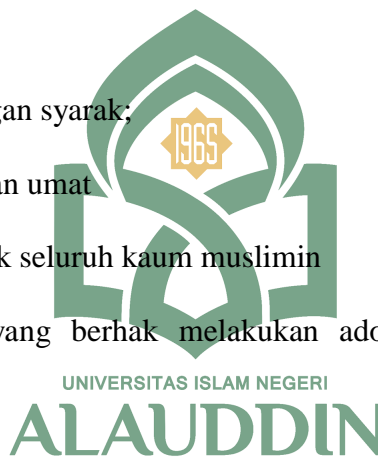 gan syarak;
1965
an umat
k seluruh kaum muslimin
yang berhak melakukan ado
UNIVERSITAS ISLAM NEGERI
ALAUDDIN